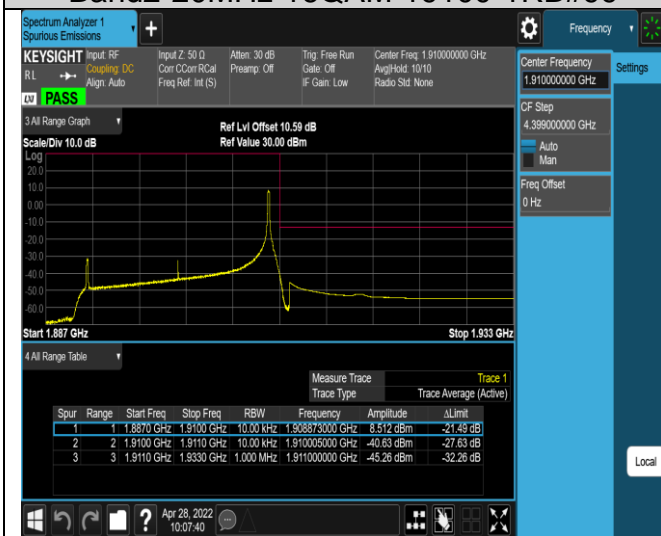 Spectrum Analyzer 1
Spurious Emissions
Frequency
KEYSIGHT Input: RF Input Z: 50 Ω Atten: 30 dB Trig: Free Run Center Freq: 1.910000000 GHz
RL Coupling: DC Corr CCorr RCal Preamp: Off Gate: Off Avg|Hold: 10/10
Align: Auto Freq Ref: Int (S) IF Gain: Low Radio Std: None
LXI PASS
3 All Range Graph
Ref Lvl Offset 10.59 dB
Scale/Div 10.0 dB Ref Value 30.00 dBm
Log
20.0
10.0
0.00
-10.0
-20.0
-30.0
-40.0
-50.0
-60.0
Start 1.887 GHz Stop 1.933 GHz
4 All Range Table
Measure Trace Trace 1
Trace Type Trace Average (Active)
Spur Range Start Freq Stop Freq RBW Frequency Amplitude ΔLimit
1 1 1.8870 GHz 1.9100 GHz 10.00 kHz 1.908873000 GHz 8.512 dBm -21.49 dB
2 2 1.9100 GHz 1.9110 GHz 10.00 kHz 1.910005000 GHz -40.63 dBm -27.63 dB
3 3 1.9110 GHz 1.9330 GHz 1.000 MHz 1.911000000 GHz -45.26 dBm -32.26 dB
Apr 28, 2022
10:07:40
Center Frequency
1.910000000 GHz
Settings
CF Step
4.399000000 GHz
Auto
Man
Freq Offset
0 Hz
Local